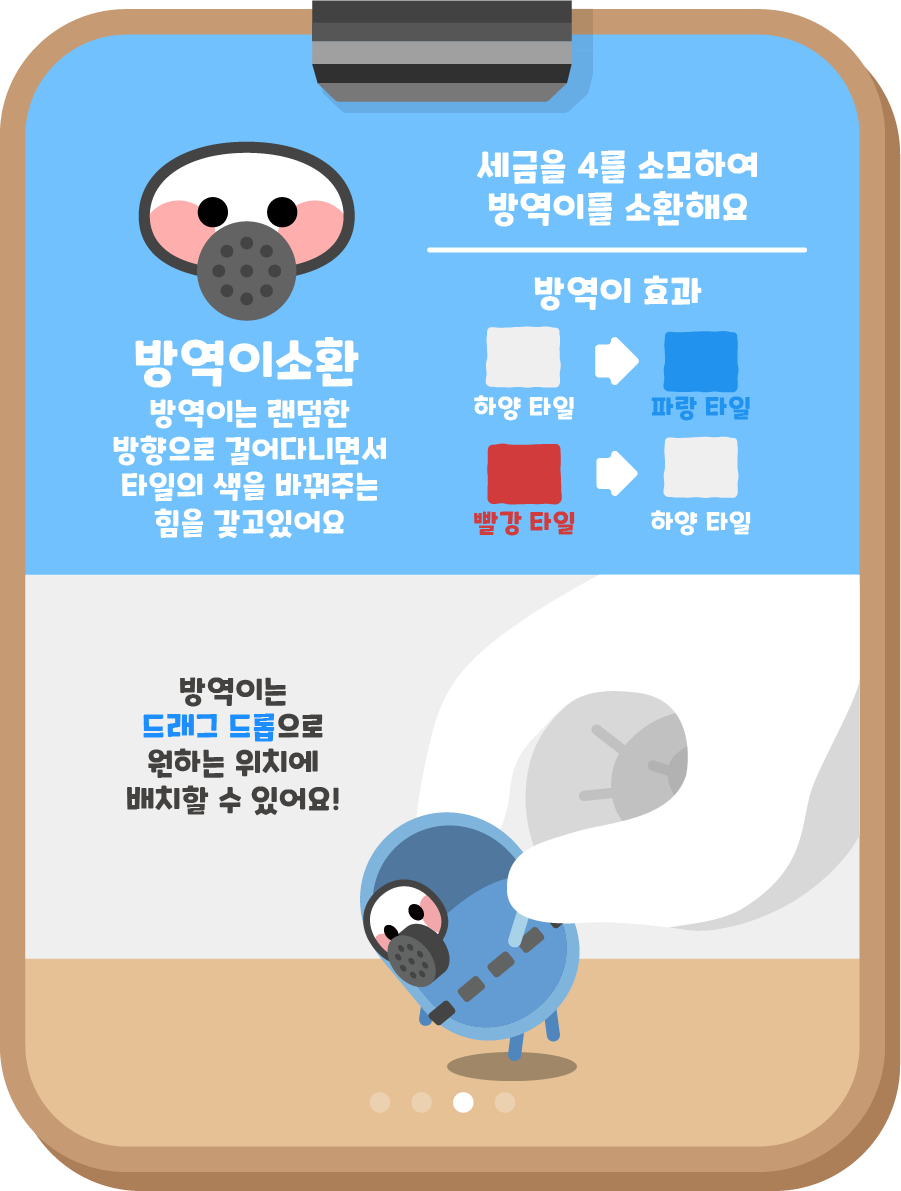 세금을 4를 소모하여
방역이를 소환해요
방역이 효과
하양 타일
파랑 타일
빨강 타일
하양 타일
방역이소환
방역이는 랜덤한
방향으로 걸어다니면서
타일의 색을 바꿔주는
힘을 갖고있어요
방역이는
드래그 드롭으로
원하는 위치에
배치할 수 있어요!